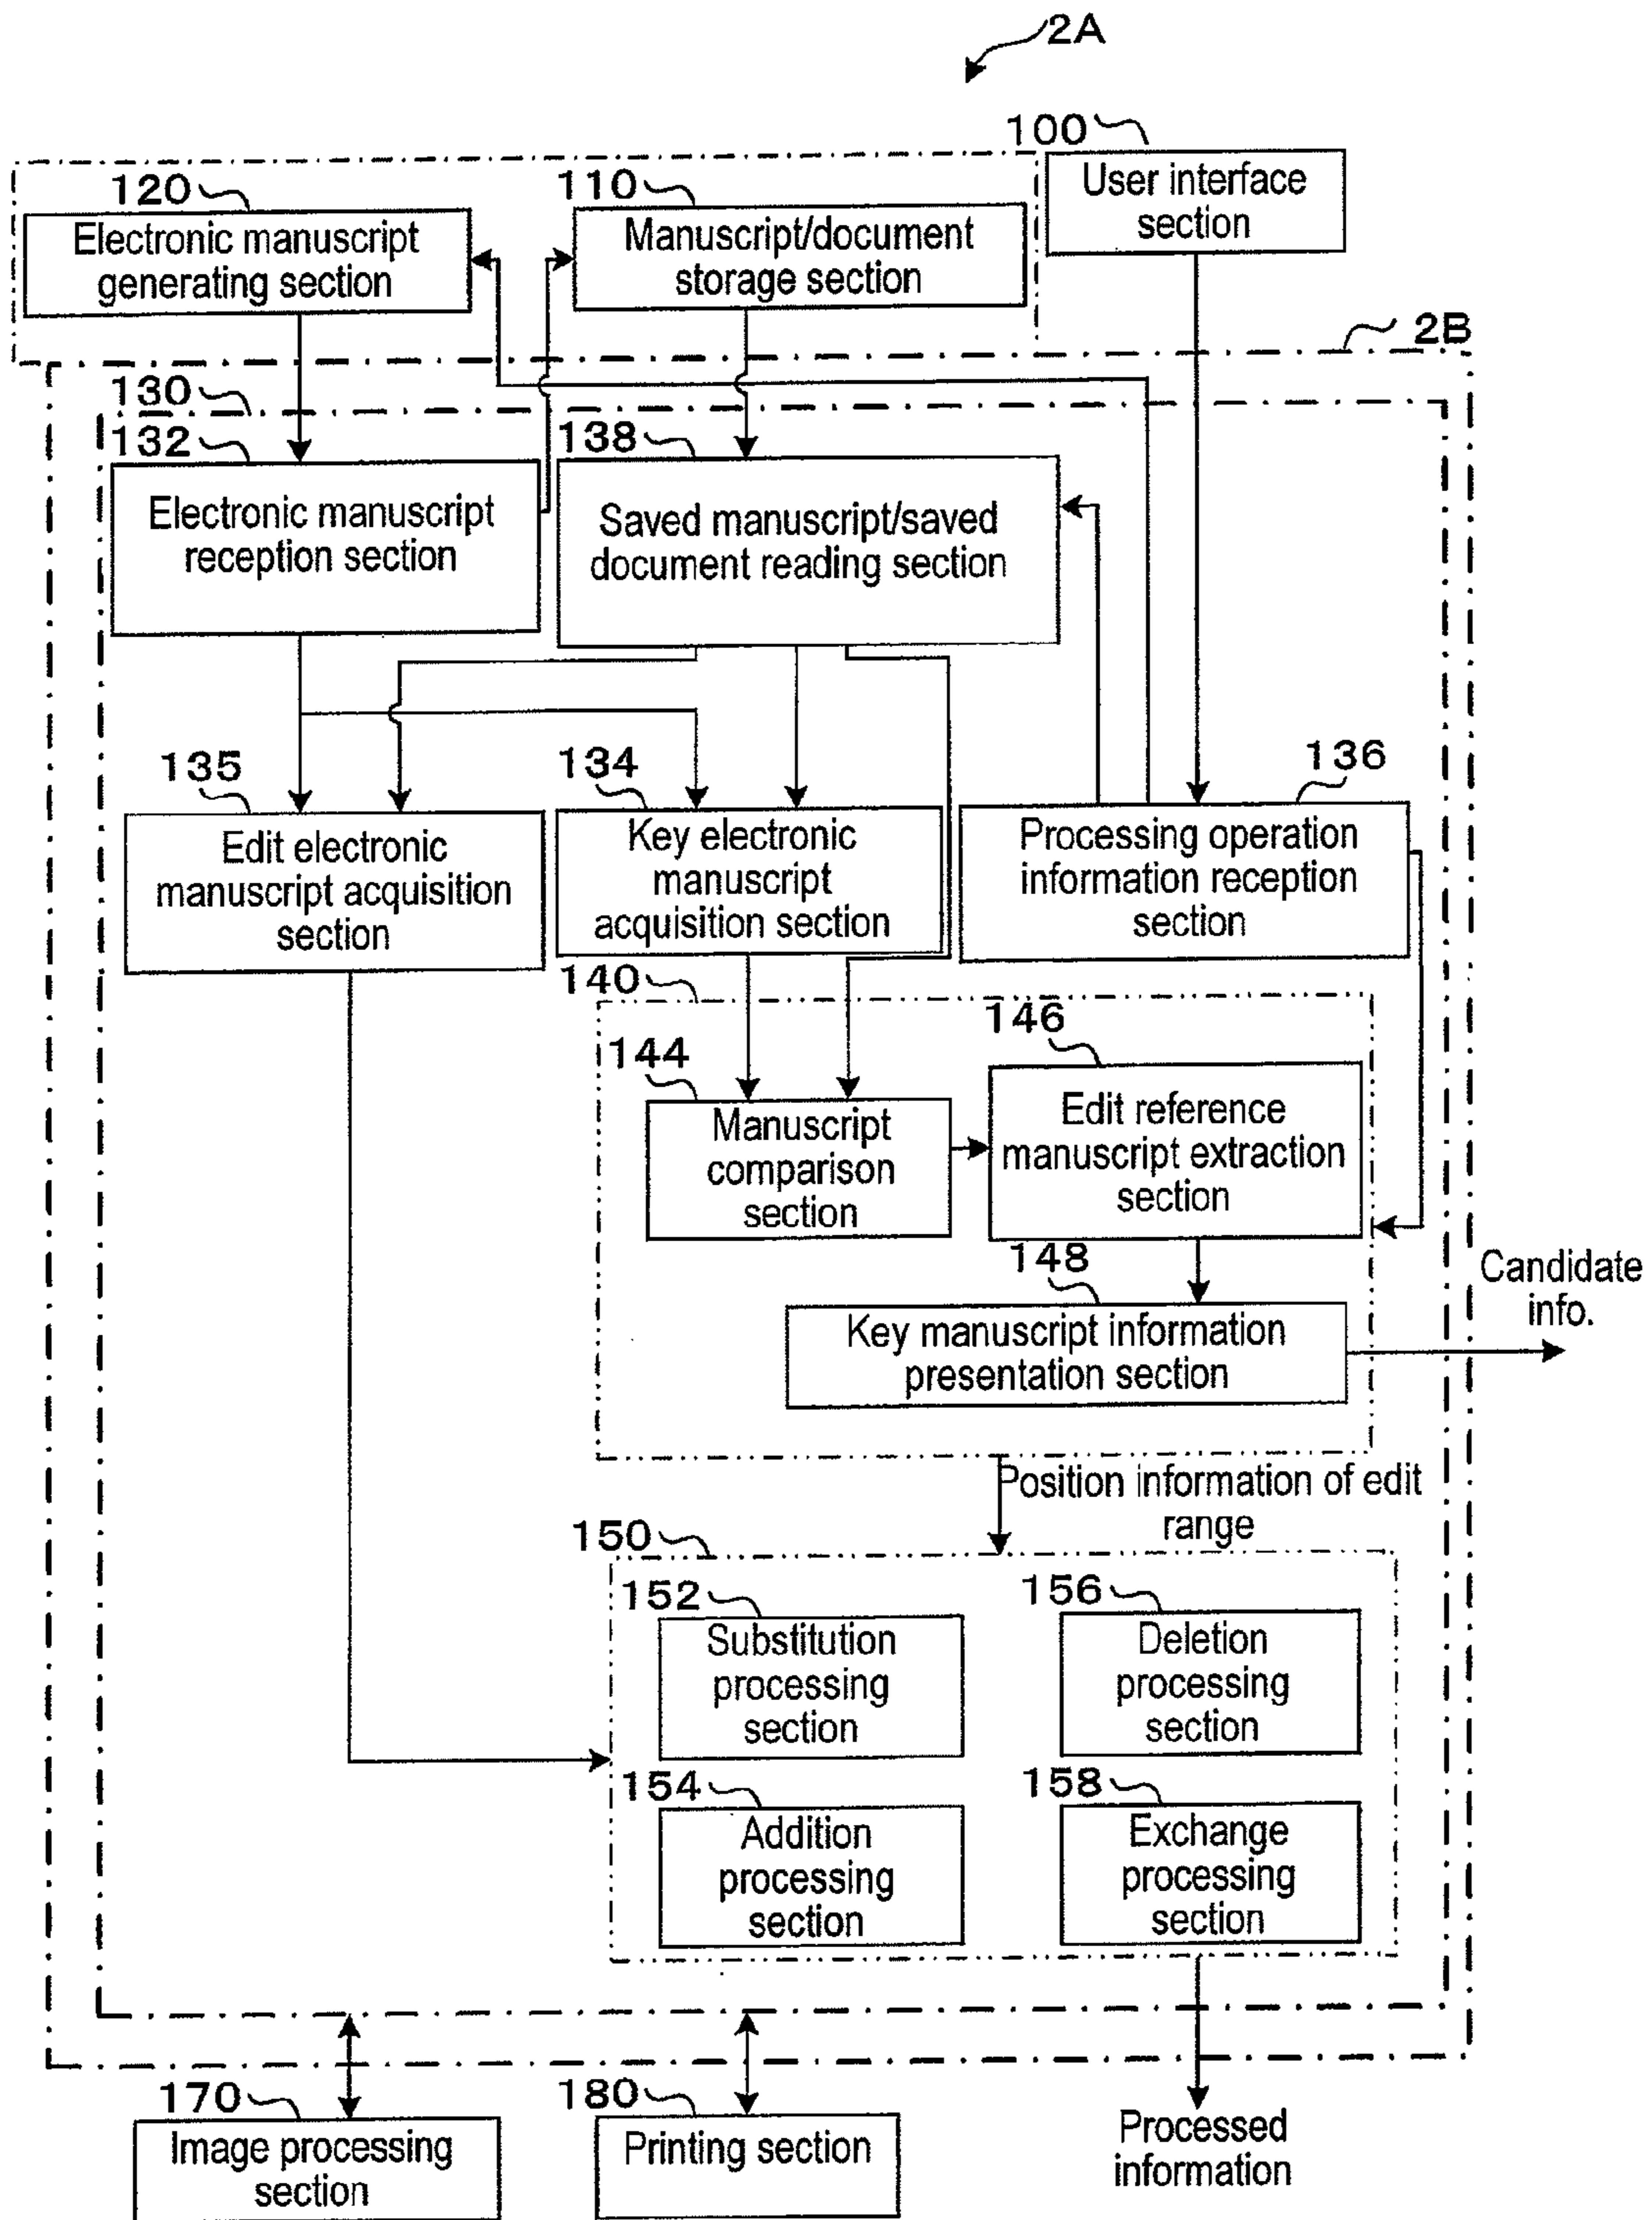 2A
100
User interface
section
120
Electronic manuscript
generating section
110
Manuscript/document
storage section
2B
130
132
Electronic manuscript
reception section
138
Saved manuscript/saved
document reading section
135
Edit electronic
manuscript acquisition
section
134
Key electronic
manuscript
acquisition section
136
Processing operation
information reception
section
140
144
Manuscript
comparison
section
146
Edit reference
manuscript extraction
section
148
Key manuscript information
presentation section
Candidate
info.
Position information of edit
range
150
152
Substitution
processing
section
156
Deletion
processing
section
154
Addition
processing
section
158
Exchange
processing
section
170
Image processing
section
180
Printing section
Processed
information